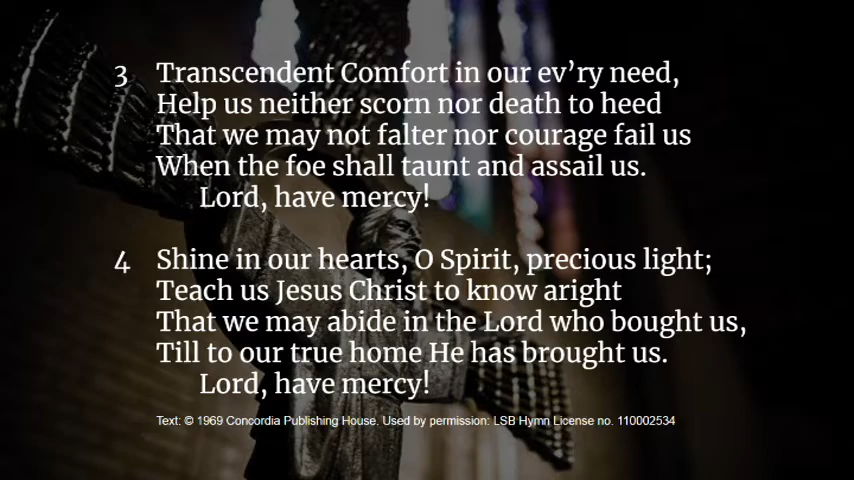 3 Transcendent Comfort in our ev’ry need,
Help us neither scorn nor death to heed
That we may not falter nor courage fail us
When the foe shall taunt and assail us.
Lord, have mercy!
4 Shine in our hearts, O Spirit, precious light;
Teach us Jesus Christ to know aright
That we may abide in the Lord who bought us,
Till to our true home He has brought us.
Lord, have mercy!
Text: © 1969 Concordia Publishing House. Used by permission: LSB Hymn License no. 110002534